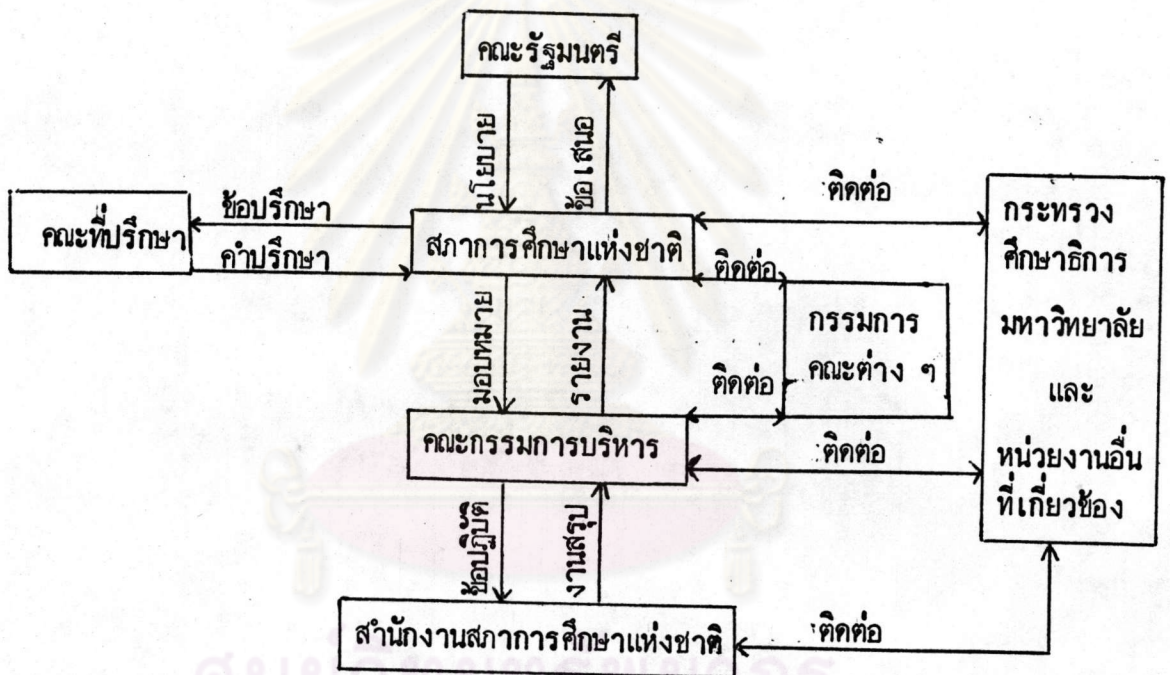 คณะรัฐมนตรี
นโยบาย
ข้อเสนอ
ติดต่อ
ข้อปรึกษา
คณะที่ปรึกษา
คำปรึกษา
สภาการศึกษาแห่งชาติ
ติดต่อ
กระทรวง
ศึกษาธิการ
มหาวิทยาลัย
และ
หน่วยงานอื่น
ที่เกี่ยวข้อง
มอบหมาย
รายงาน
กรรมการ
คณะต่าง ๆ
ติดต่อ
คณะกรรมการบริหาร
ติดต่อ
ข้อปฏิบัติ
งานสรุป
สำนักงานสภาการศึกษาแห่งชาติ
ติดต่อ